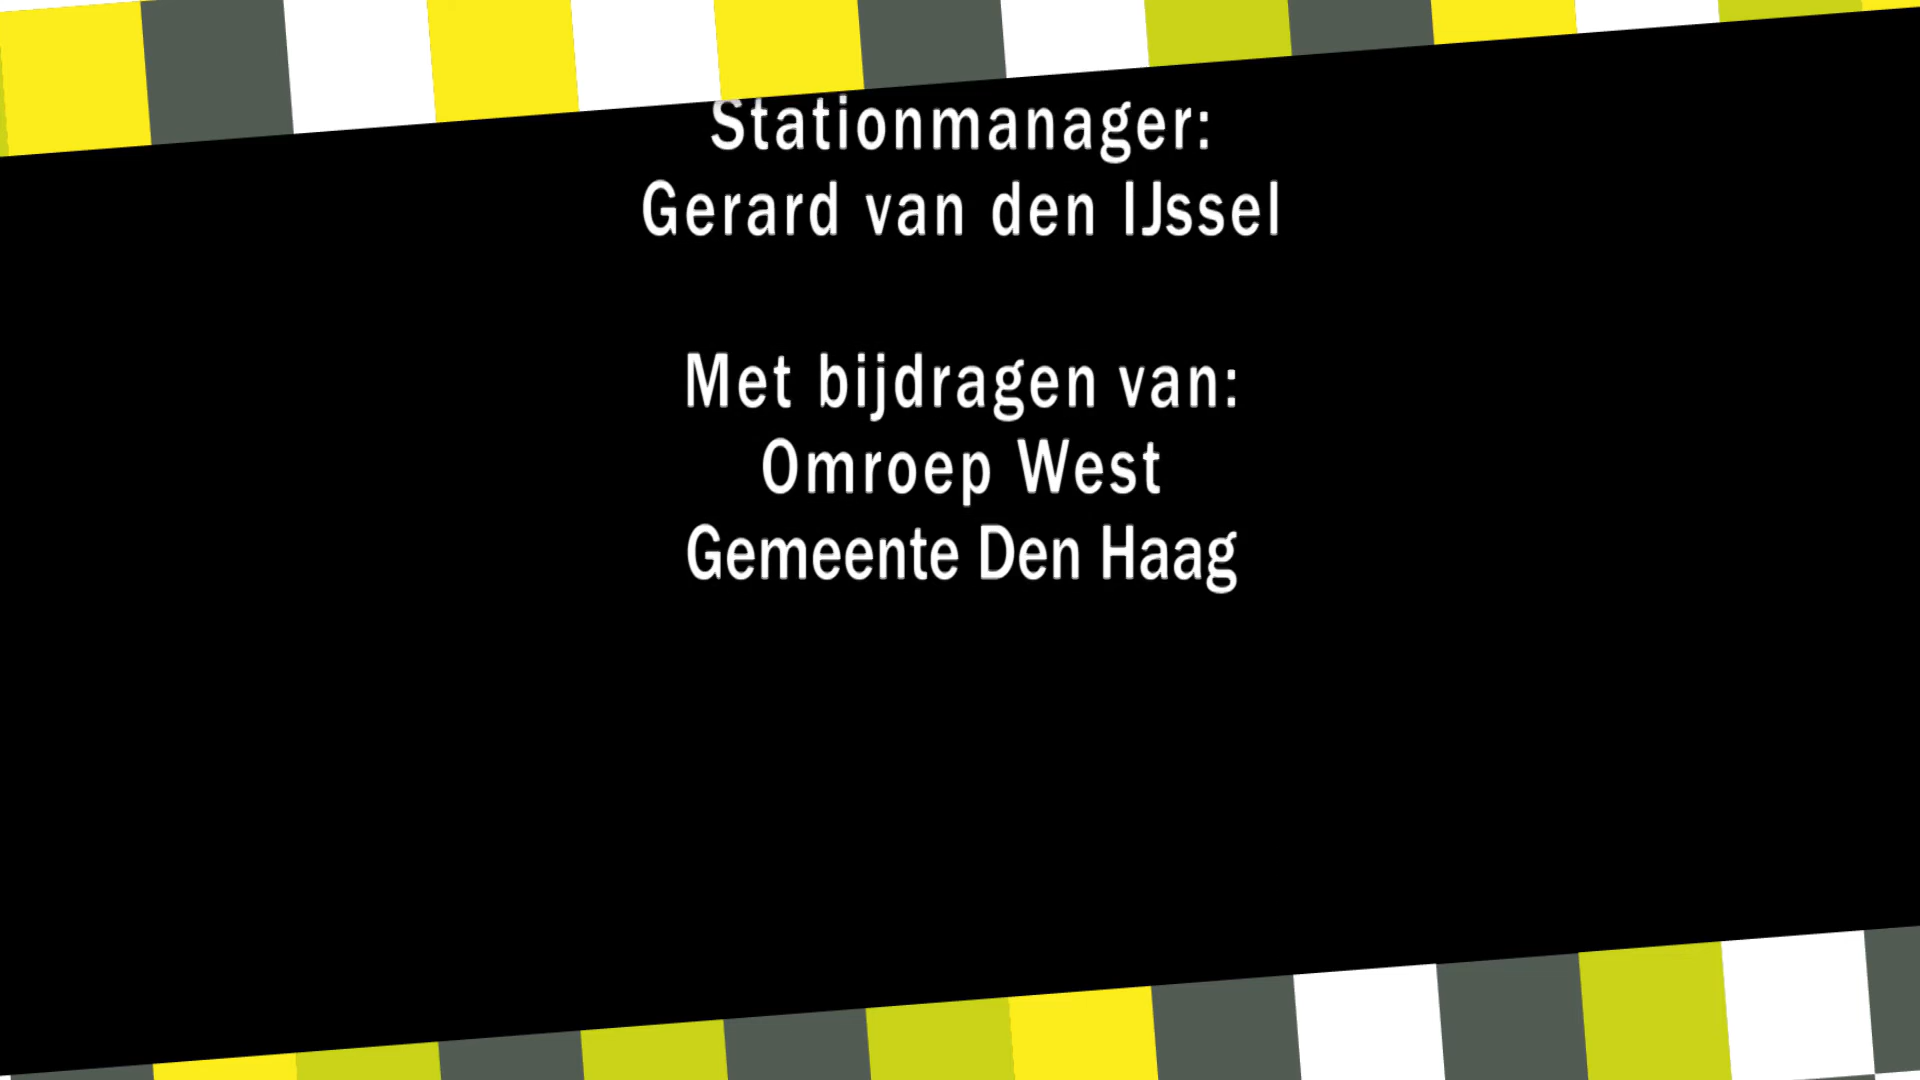 Stationmanager:
Gerard van den IJssel
Met bijdragen van:
Omroep West
Gemeente Den Haag